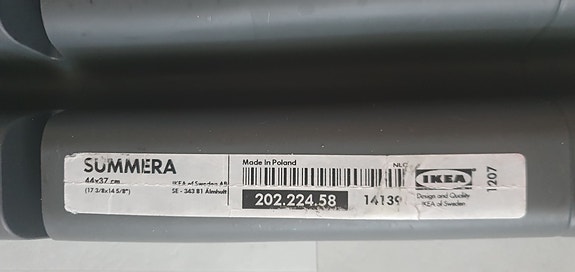 SUMMERA
44x37 cm
(17 3/8x14 5/8")
IKEA of Sweden AB
SE - 343 81 Älmhult
Made in Poland
202.224.58
14139
IKEA
Design and Quality
IKEA of Sweden
1207